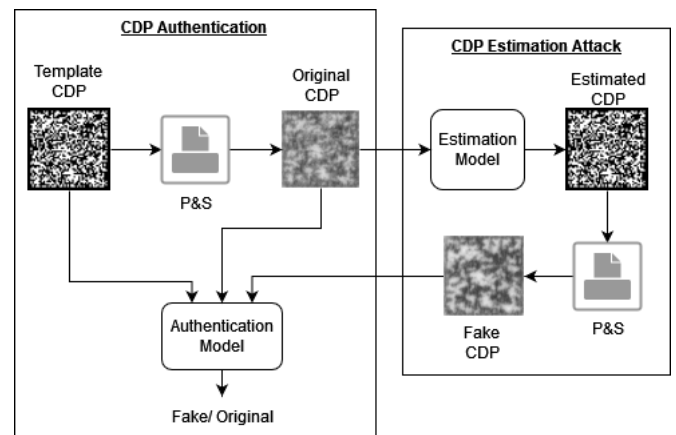 CDP Authentication
Template
CDP
P&S
Original
CDP
Authentication
Model
Fake/ Original
CDP Estimation Attack
Estimation
Model
Estimated
CDP
P&S
Fake
CDP